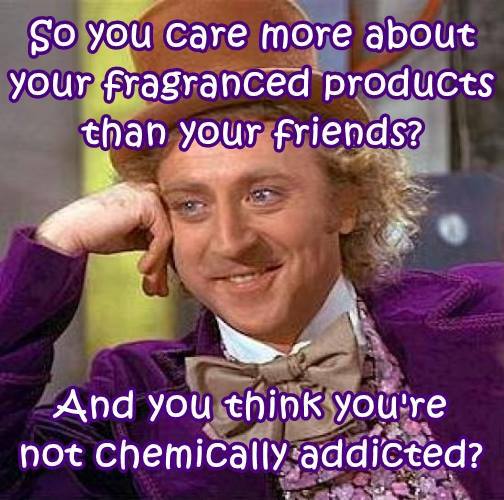 So you care more about
your fragranced products
than your friends?
And you think you're
not chemically addicted?